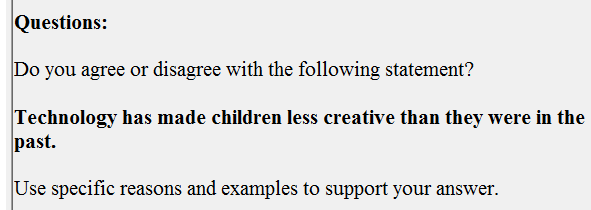 Questions:
Do you agree or disagree with the following statement?
Technology has made children less creative than they were in the
past.
Use specific reasons and examples to support your answer.